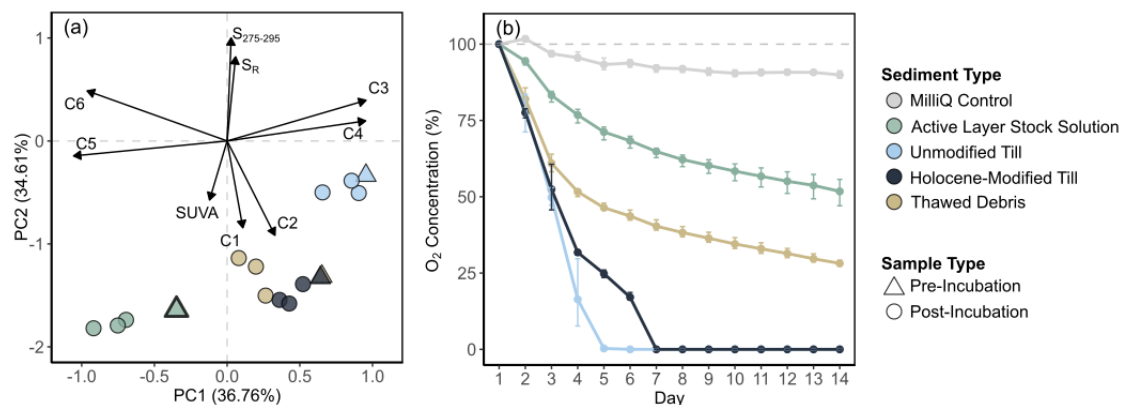 (a)
S275-295
SR
C6
C3
C5
C4
SUVA
C1
C2
1
0
-1
-2
PC2 (34.61%)
-1.0 -0.5 0.0 0.5 1.0
PC1 (36.76%)
(b)
100
75
50
25
0
O2 Concentration (%)
1 2 3 4 5 6 7 8 9 10 11 12 13 14
Day
Sediment Type
MilliQ Control
Active Layer Stock Solution
Unmodified Till
Holocene-Modified Till
Thawed Debris
Sample Type
Pre-Incubation
Post-Incubation